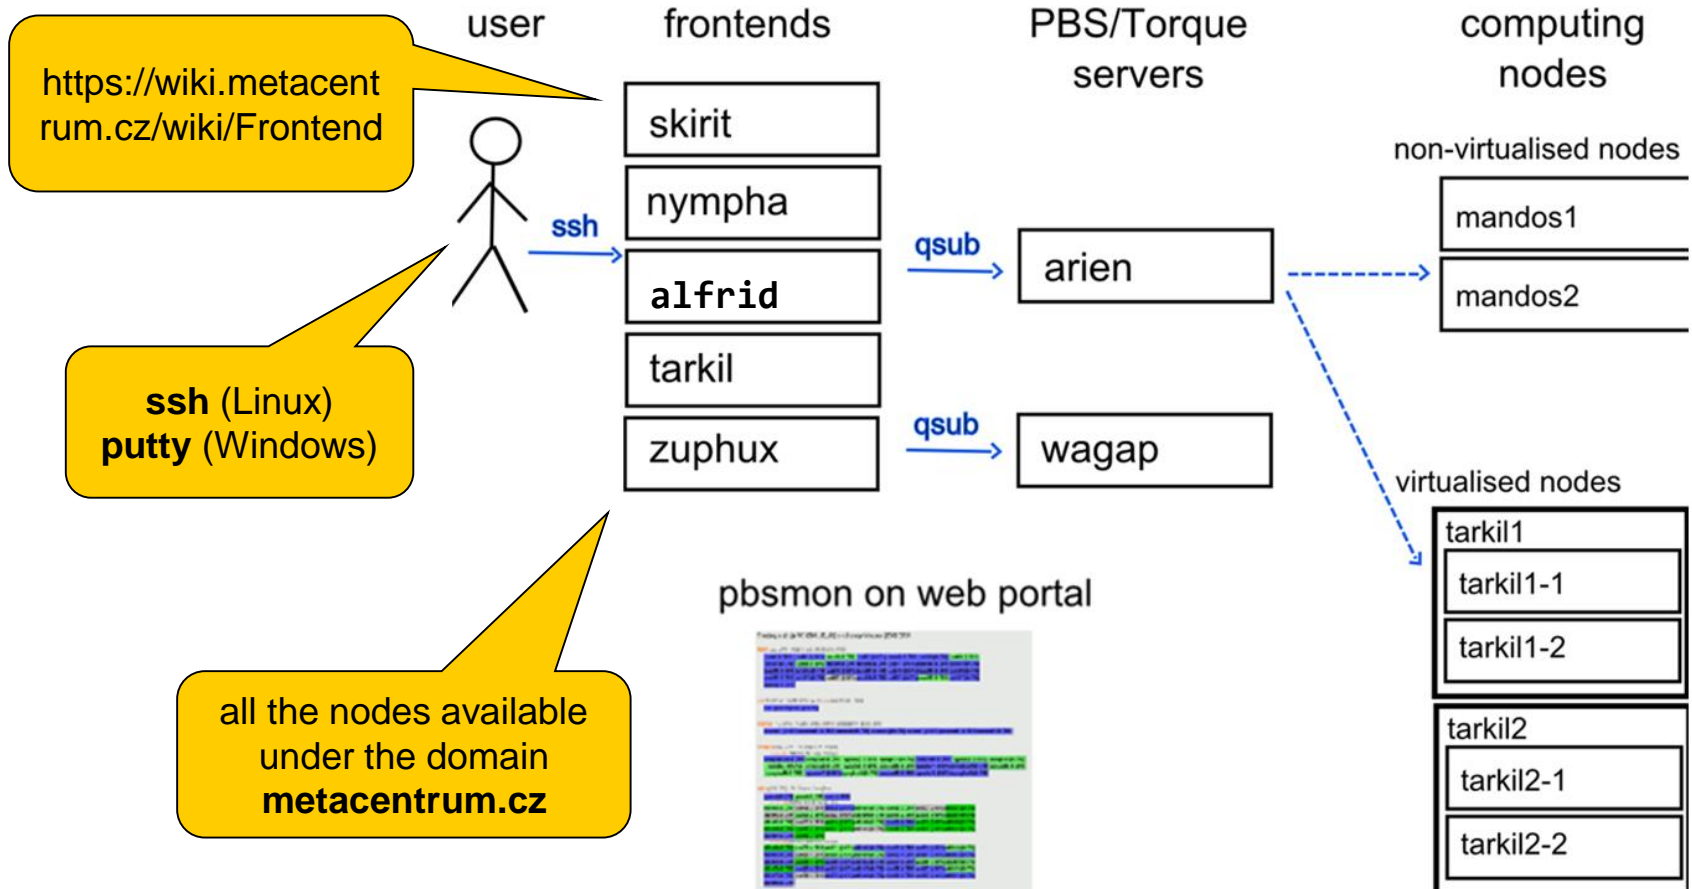 user
frontends
PBS/Torque
servers
computing
nodes
https://wiki.metacent
rum.cz/wiki/Frontend
skirit
nympha
alfrid
tarkil
zuphux
ssh
qsub
qsub
arien
wagap
non-virtualised nodes
mandos1
mandos2
virtualised nodes
tarkil1
tarkil1-1
tarkil1-2
tarkil2
tarkil2-1
tarkil2-2
ssh (Linux)
putty (Windows)
all the nodes available
under the domain
metacentrum.cz
pbsmon on web portal